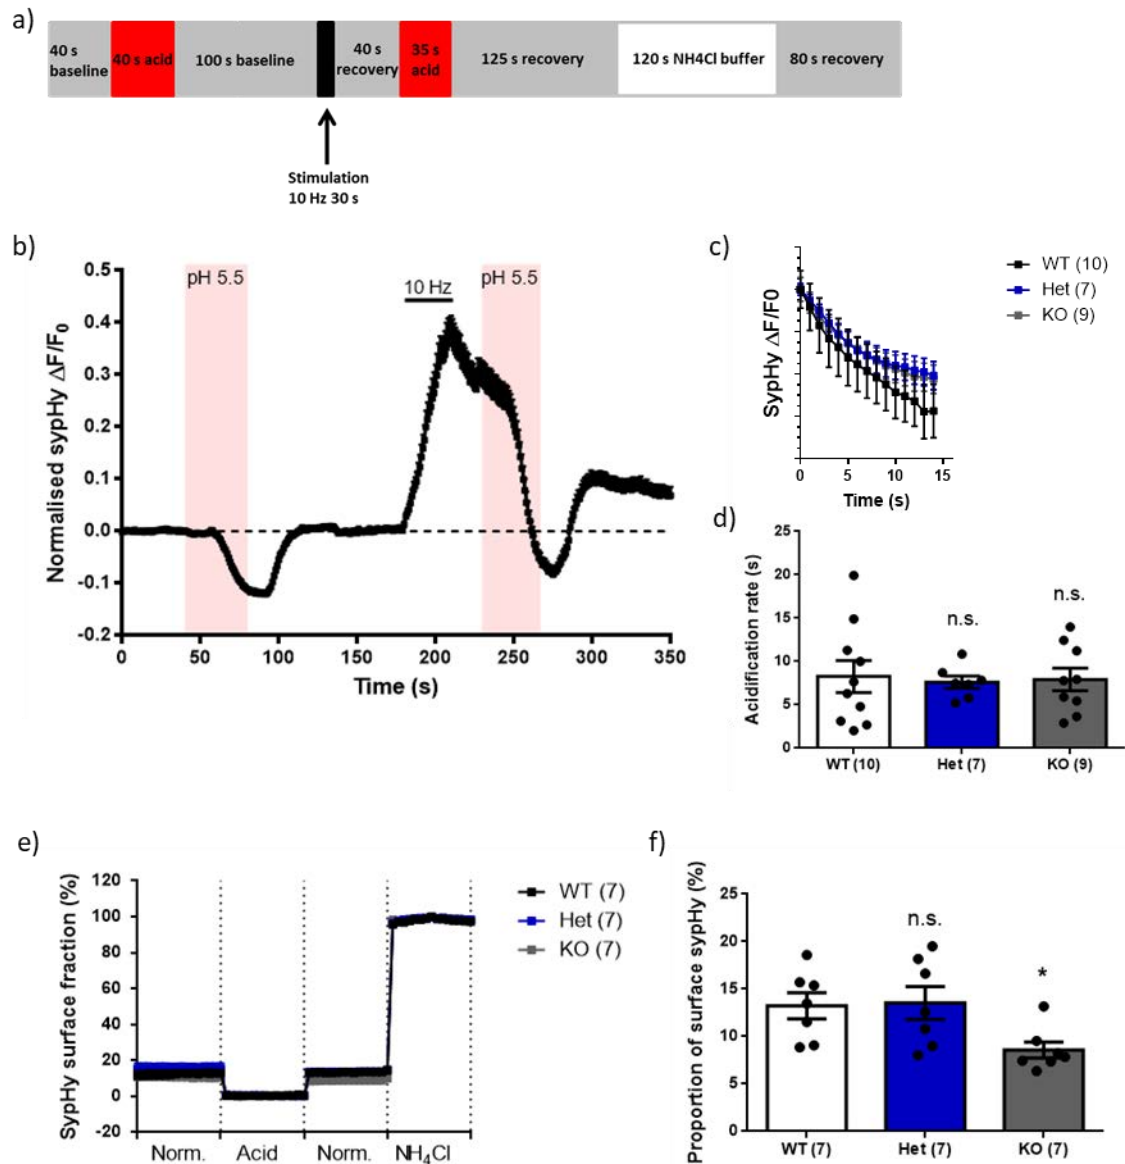 a)
40 s
baseline
40 s acid
100 s baseline
40 s
recovery
35 s
acid
125 s recovery
120 s NH4Cl buffer
80 s recovery
Stimulation
10 Hz 30 s
b)
Normalised sypHy ΔF/F₀
0.5
0.4
0.3
0.2
0.1
0.0
-0.1
-0.2
pH 5.5
10 Hz
pH 5.5
0
50
100
150
200
250
300
350
Time (s)
c)
SypHy ΔF/F0
WT (10)
Het (7)
KO (9)
0
5
10
15
Time (s)
d)
Acidification rate (s)
25
20
15
10
5
0
n.s.
n.s.
WT (10)
Het (7)
KO (9)
e)
SypHy surface fraction (%)
120
100
80
60
40
20
0
-20
WT (7)
Het (7)
KO (7)
Norm.
Acid
Norm.
NH₄Cl
f)
Proportion of surface sypHy (%)
25
20
15
10
5
0
n.s.
*
WT (7)
Het (7)
KO (7)